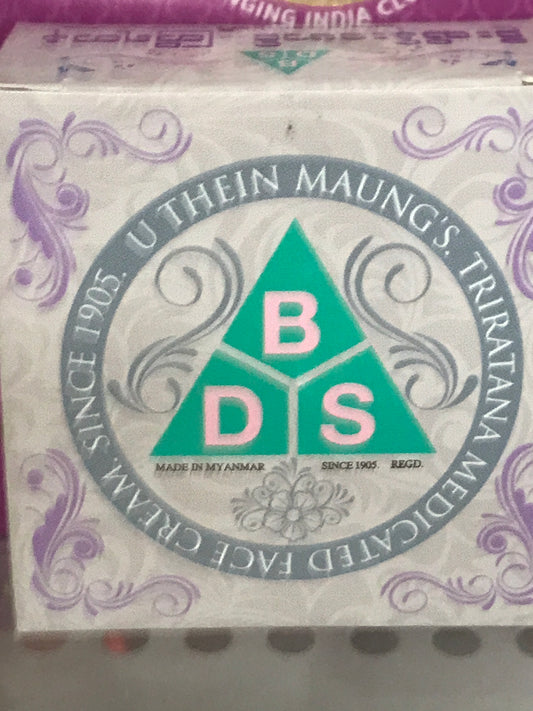 GING INDIA CL
U THEIN MAUNG'S. TRIRATANA MEDICATED FACE CREAM. SINCE 1905.
B
D S
MADE IN MYANMAR SINCE 1905. REGD.